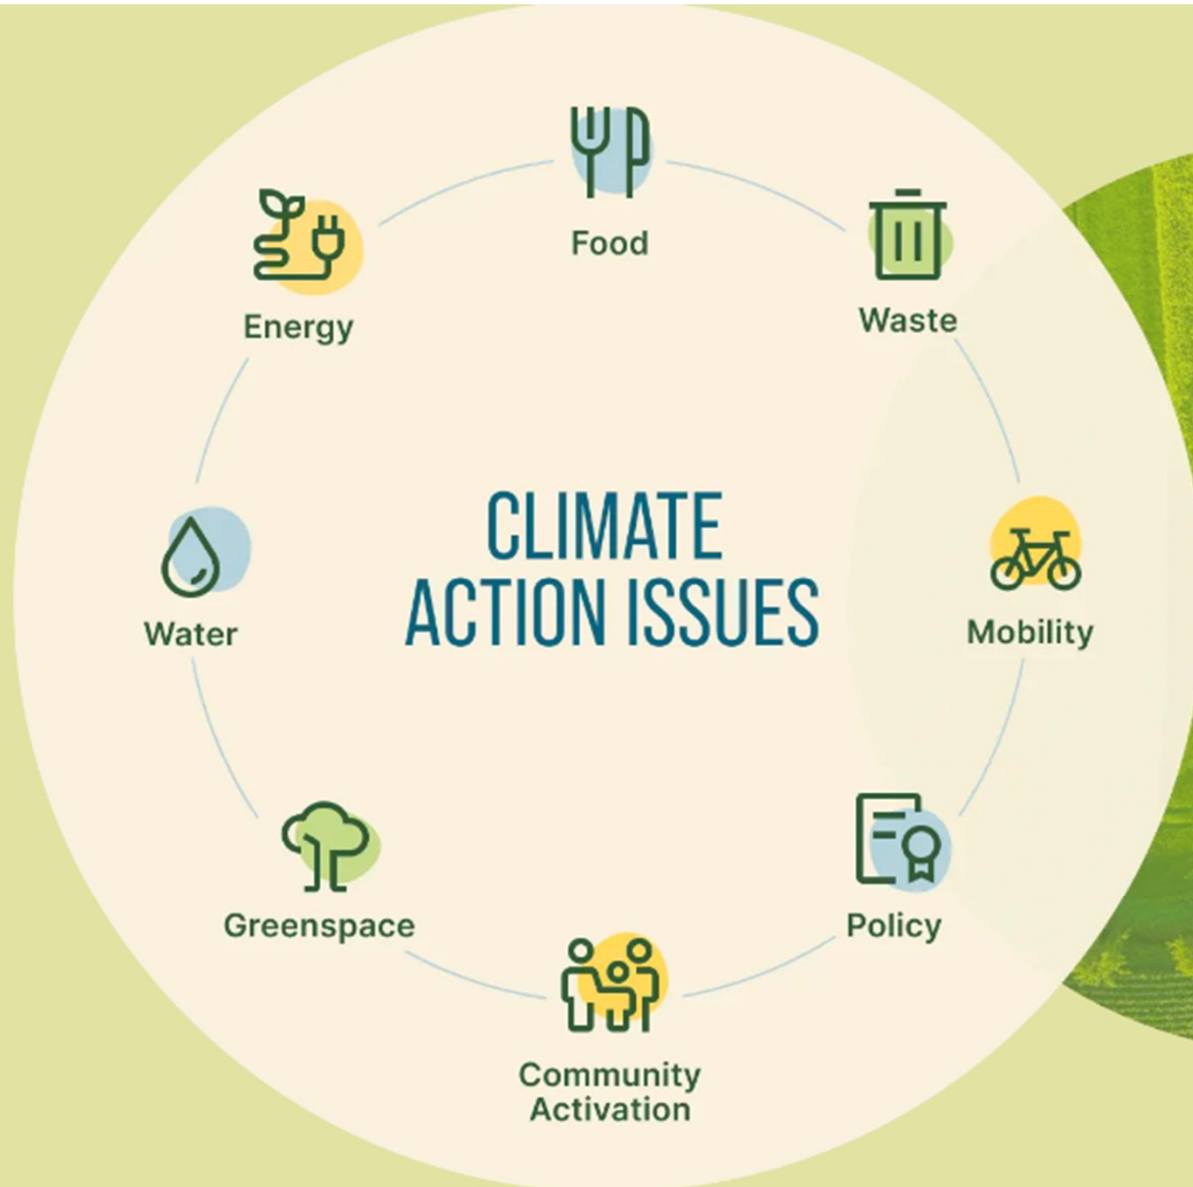 Food
Energy
Waste
CLIMATE
ACTION ISSUES
Water
Mobility
Greenspace
Policy
Community
Activation